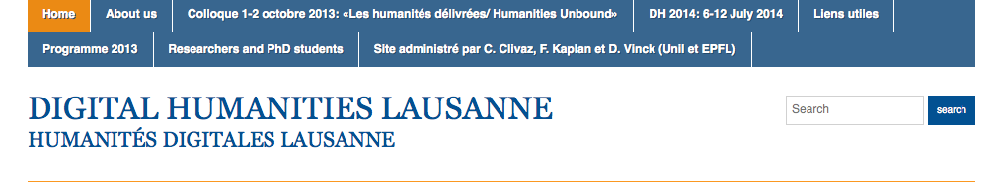 Home About us Colloque 1-2 octobre 2013: «Les humanités délivrées/ Humanities Unbound» DH 2014: 6-12 July 2014 Liens utiles
Programme 2013 Researchers and PhD students Site administré par C. Clivaz, F. Kaplan et D. Vinck (Unil et EPFL)
DIGITAL HUMANITIES LAUSANNE
Search search
HUMANITÉS DIGITALES LAUSANNE